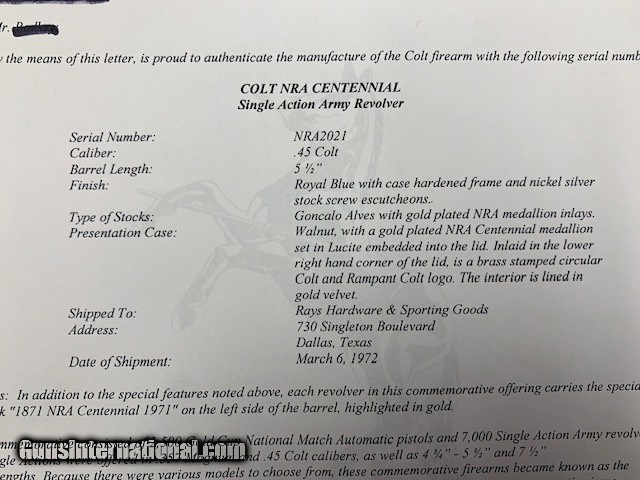 Mr.
y the means of this letter, is proud to authenticate the manufacture of the Colt firearm with the following serial numb
COLT NRA CENTENNIAL
Single Action Army Revolver
Serial Number: NRA2021
Caliber: .45 Colt
Barrel Length: 5 ½"
Finish: Royal Blue with case hardened frame and nickel silver
stock screw escutcheons.
Type of Stocks: Goncalo Alves with gold plated NRA medallion inlays.
Presentation Case: Walnut, with a gold plated NRA Centennial medallion
set in Lucite embedded into the lid. Inlaid in the lower
right hand corner of the lid, is a brass stamped circular
Colt and Rampant Colt logo. The interior is lined in
gold velvet.
Shipped To: Rays Hardware & Sporting Goods
Address: 730 Singleton Boulevard
Dallas, Texas
Date of Shipment: March 6, 1972
s: In addition to the special features noted above, each revolver in this commemorative offering carries the specia
k "1871 NRA Centennial 1971" on the left side of the barrel, highlighted in gold.
National Match Automatic pistols and 7,000 Single Action Army revolv
gle Actions were offered and .45 Colt calibers, as well as 4 ¾" - 5 ½" and 7 ½"
engths. Because there were various models to choose from, these commemorative firearms became known as the
GunsInternational.com